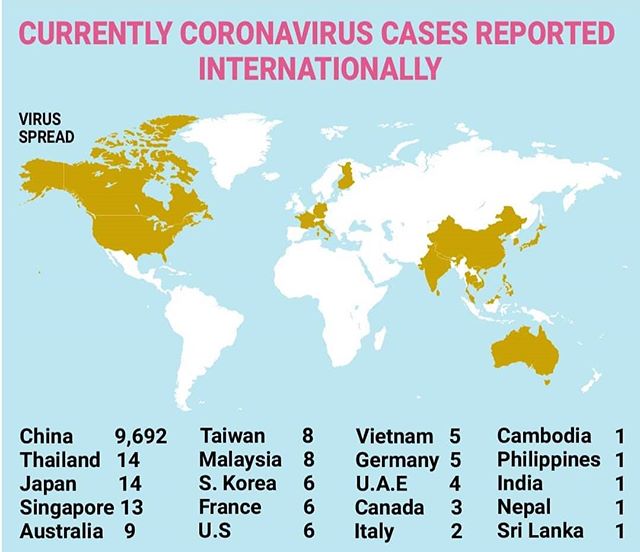 CURRENTLY CORONAVIRUS CASES REPORTED
INTERNATIONALLY
VIRUS
SPREAD
China 9,692
Thailand 14
Japan 14
Singapore 13
Australia 9
Taiwan 8
Malaysia 8
S. Korea 6
France 6
U.S 6
Vietnam 5
Germany 5
U.A.E 4
Canada 3
Italy 2
Cambodia 1
Philippines 1
India 1
Nepal 1
Sri Lanka 1